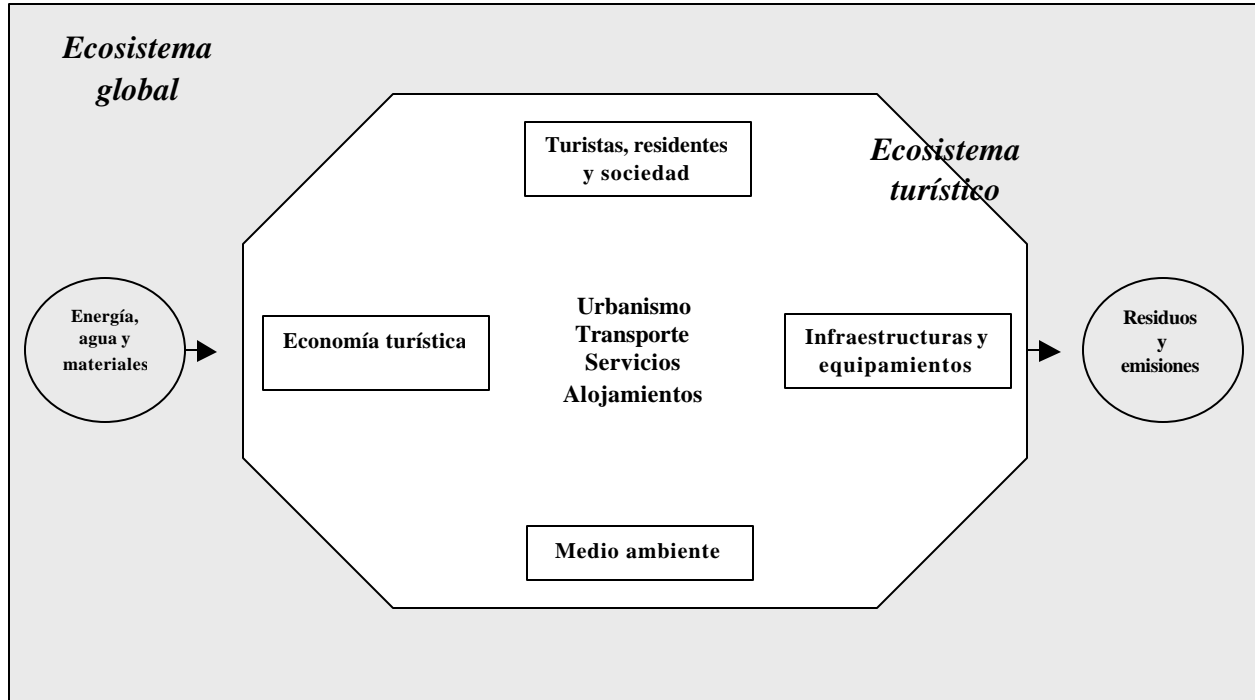 Ecosistema
global
Turistas, residentes
y sociedad
Ecosistema
turístico
Energía,
agua y
materiales
Economía turística
Urbanismo
Transporte
Servicios
Alojamientos
Infraestructuras y
equipamientos
Residuos
y
emisiones
Medio ambiente